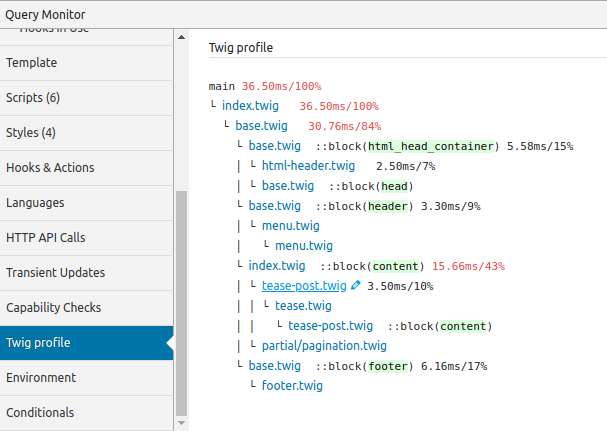 Query Monitor
Hooks in Use
Template
Scripts (6)
Styles (4)
Hooks & Actions
Languages
HTTP API Calls
Transient Updates
Capability Checks
Twig profile
Environment
Conditionals
Twig profile
main 36.50ms/100%
└ index.twig 36.50ms/100%
└ base.twig 30.76ms/84%
└ base.twig ::block(html_head_container) 5.58ms/15%
│ └ html-header.twig 2.50ms/7%
│ └ base.twig ::block(head)
└ base.twig ::block(header) 3.30ms/9%
│ └ menu.twig
│ └ menu.twig
└ index.twig ::block(content) 15.66ms/43%
│ └ tease-post.twig 3.50ms/10%
│ │ └ tease.twig
│ │ └ tease-post.twig ::block(content)
│ └ partial/pagination.twig
└ base.twig ::block(footer) 6.16ms/17%
└ footer.twig